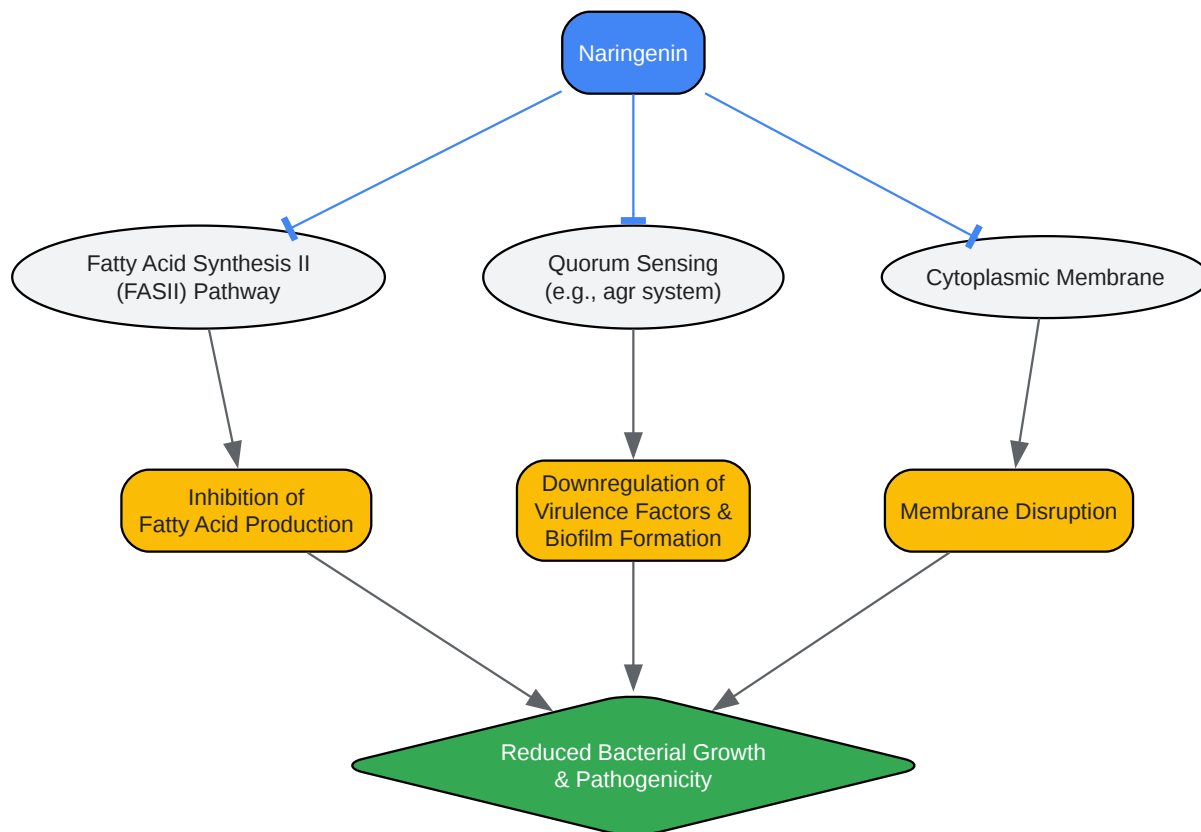 Naringenin
Fatty Acid Synthesis II
(FASII) Pathway
Quorum Sensing
(e.g., agr system)
Cytoplasmic Membrane
Inhibition of
Fatty Acid Production
Downregulation of
Virulence Factors &
Biofilm Formation
Membrane Disruption
Reduced Bacterial Growth
& Pathogenicity